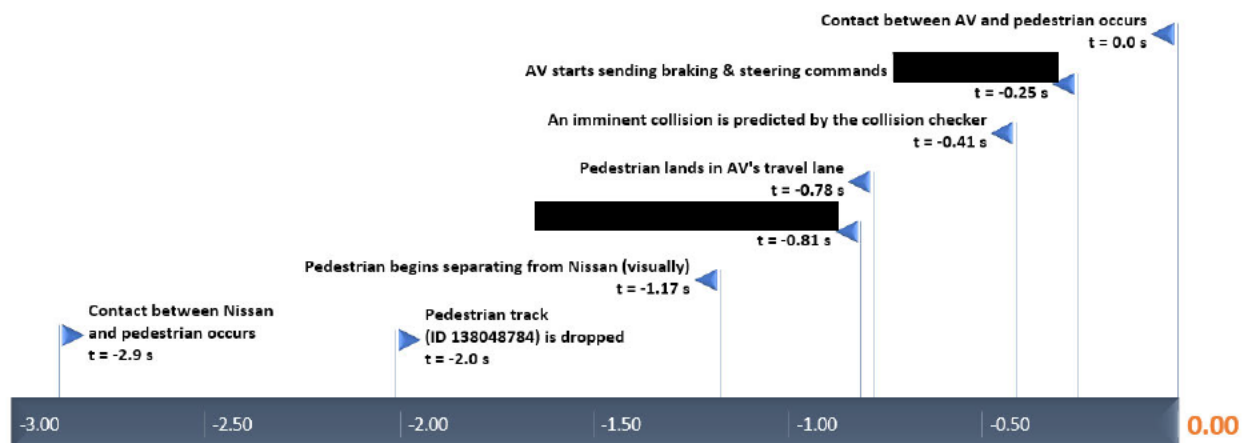 Contact between AV and pedestrian occurs
t = 0.0 s
AV starts sending braking & steering commands
t = -0.25 s
An imminent collision is predicted by the collision checker
t = -0.41 s
Pedestrian lands in AV's travel lane
t = -0.78 s
t = -0.81 s
Pedestrian begins separating from Nissan (visually)
t = -1.17 s
Contact between Nissan
and pedestrian occurs
t = -2.9 s
Pedestrian track
(ID 138048784) is dropped
t = -2.0 s
-3.00 -2.50 -2.00 -1.50 -1.00 -0.50 0.00